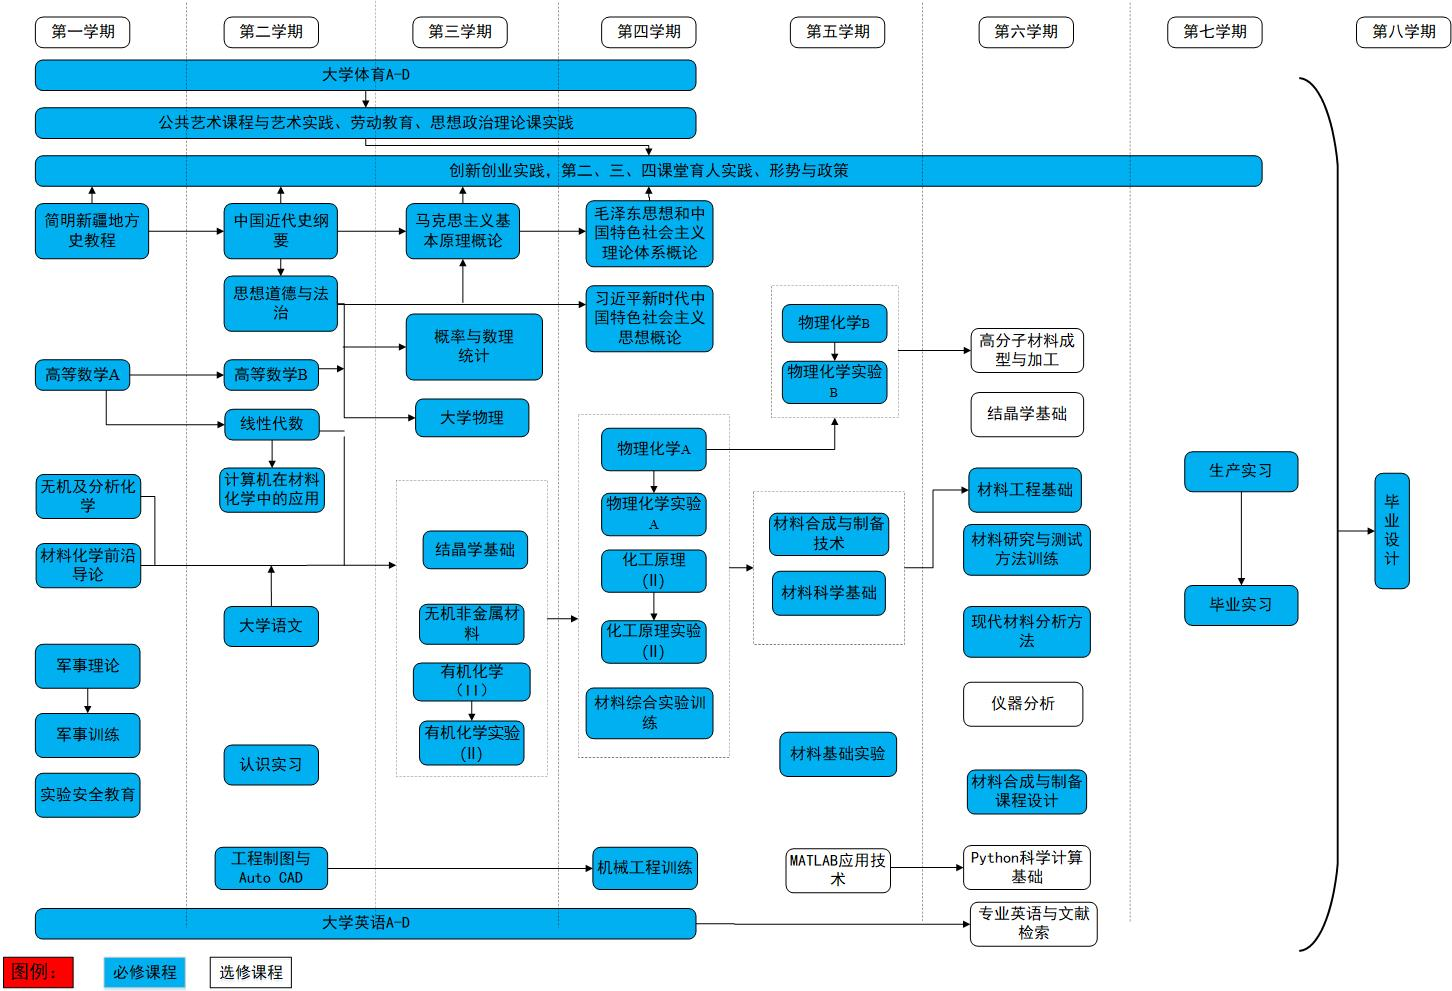 第一学期
第二学期
第三学期
第四学期
第五学期
第六学期
第七学期
第八学期
大学体育A-D
公共艺术课程与艺术实践、劳动教育、思想政治理论课实践
创新创业实践，第二、三、四课堂育人实践、形势与政策
简明新疆地方
史教程
中国近代史纲
要
马克思主义基
本原理概论
毛泽东思想和中
国特色社会主义
理论体系概论
思想道德与法
治
习近平新时代中
国特色社会主义
思想概论
概率与数理
统计
物理化学B
物理化学实验
B
高分子材料成
型与加工
高等数学A
高等数学B
大学物理
结晶学基础
线性代数
物理化学A
计算机在材料
化学中的应用
无机及分析化
学
物理化学实验
A
材料工程基础
生产实习
毕
业
设
计
材料合成与制备
技术
材料研究与测试
方法训练
结晶学基础
材料化学前沿
导论
化工原理
(II)
材料科学基础
毕业实习
大学语文
无机非金属材
料
化工原理实验
(II)
现代材料分析方
法
军事理论
有机化学
（II）
材料综合实验训
练
仪器分析
军事训练
有机化学实验
(II)
材料基础实验
认识实习
实验安全教育
材料合成与制备
课程设计
工程制图与
Auto CAD
机械工程训练
MATLAB应用技
术
Python科学计算
基础
大学英语A-D
专业英语与文献
检索
图例：
必修课程
选修课程